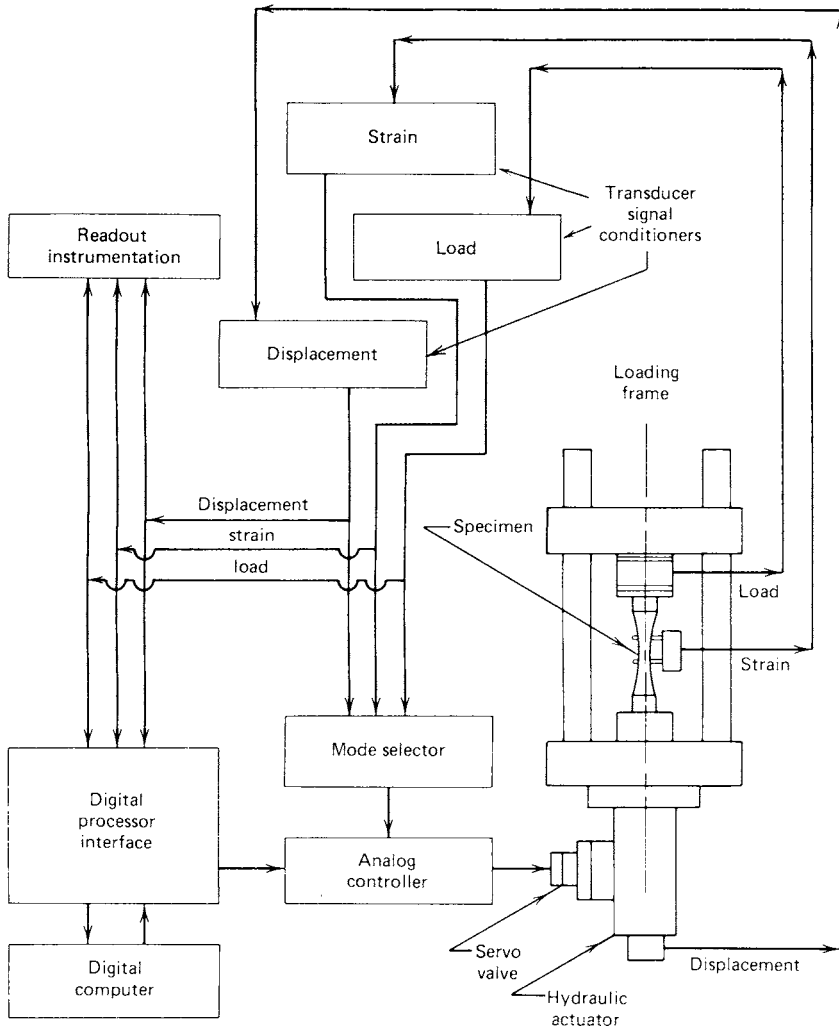 Strain
Transducer
signal
conditioners
Readout
instrumentation
Load
Displacement
Loading
frame
Displacement
Specimen
strain
load
Load
Strain
Mode selector
Digital
processor
interface
Analog
controller
Servo
valve
Displacement
Digital
computer
Hydraulic
actuator